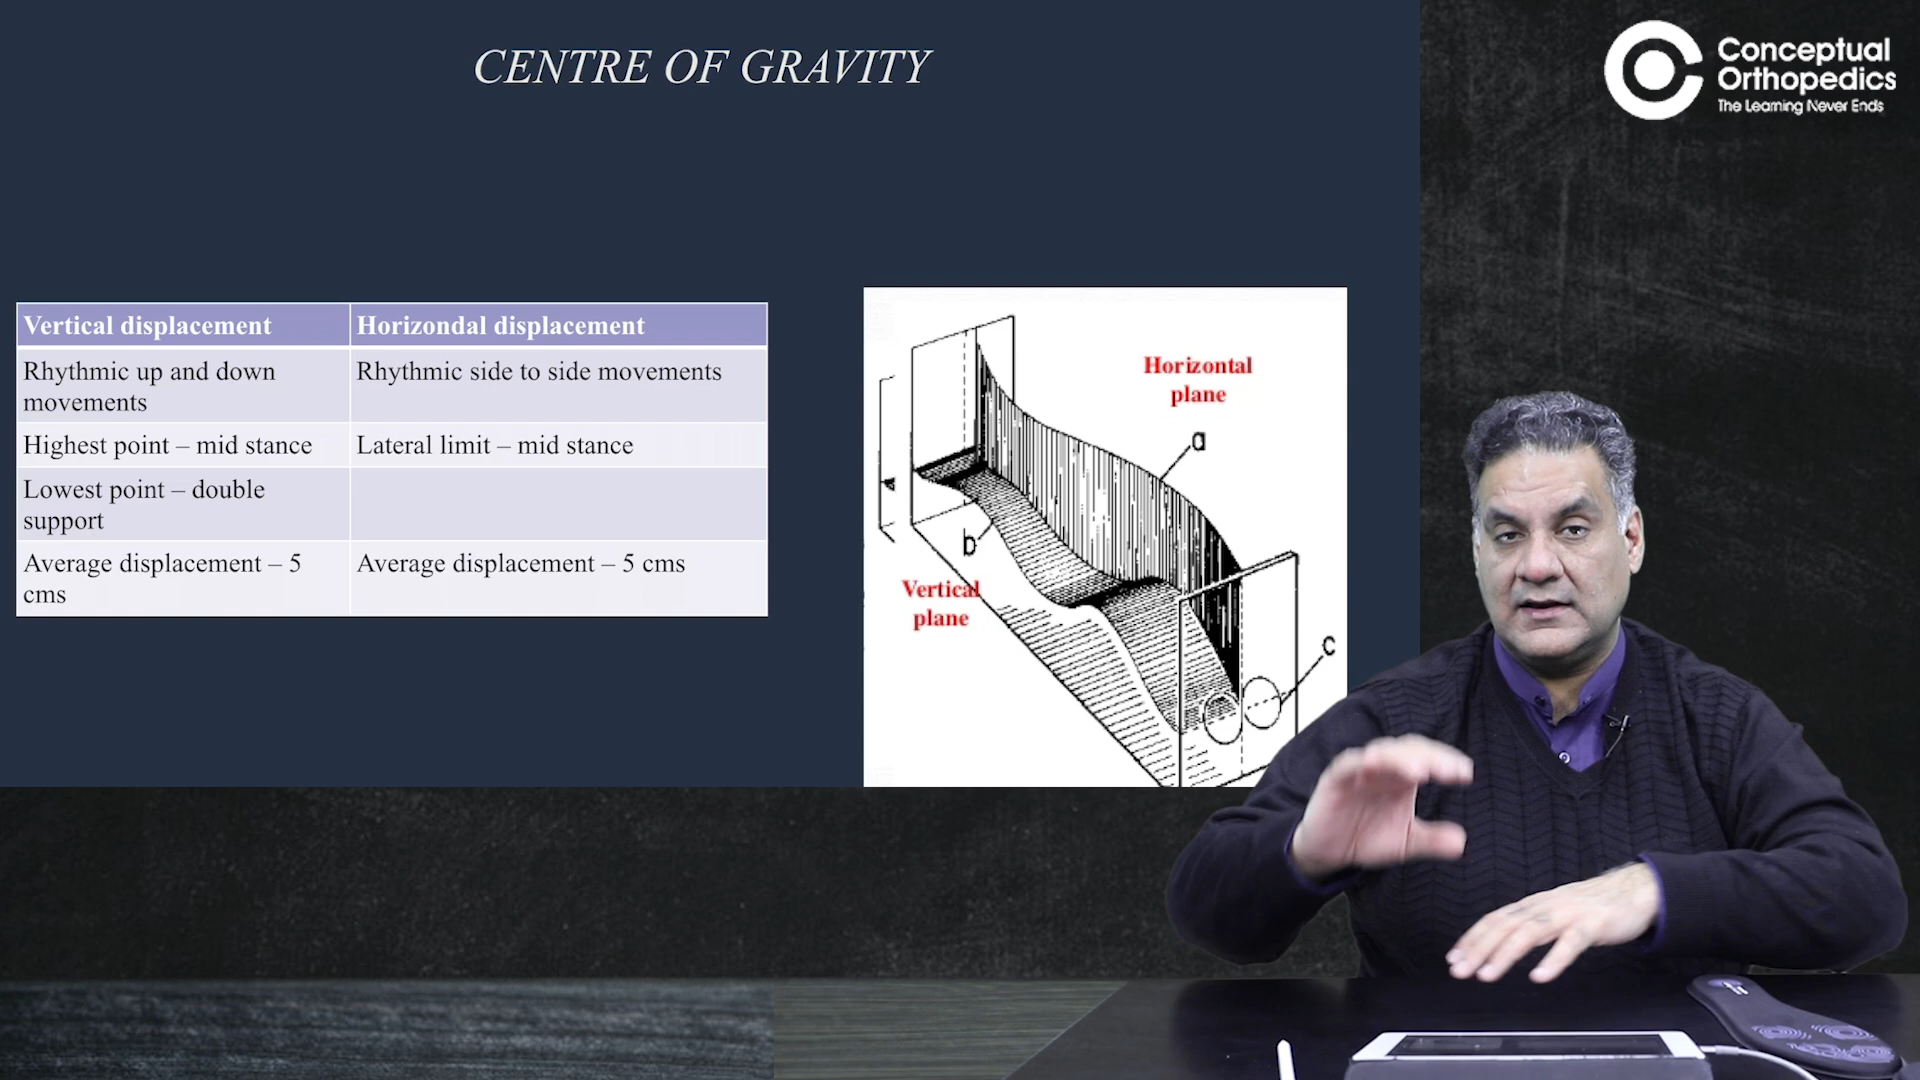 CENTRE OF GRAVITY
Conceptual
Orthopedics
The Learning Never Ends
Vertical displacement
Horizondal displacement
Rhythmic up and down
movements
Rhythmic side to side movements
Highest point – mid stance
Lateral limit – mid stance
Lowest point – double
support
Average displacement – 5
cms
Average displacement – 5 cms
Horizontal
plane
a
b
Vertical
plane
c